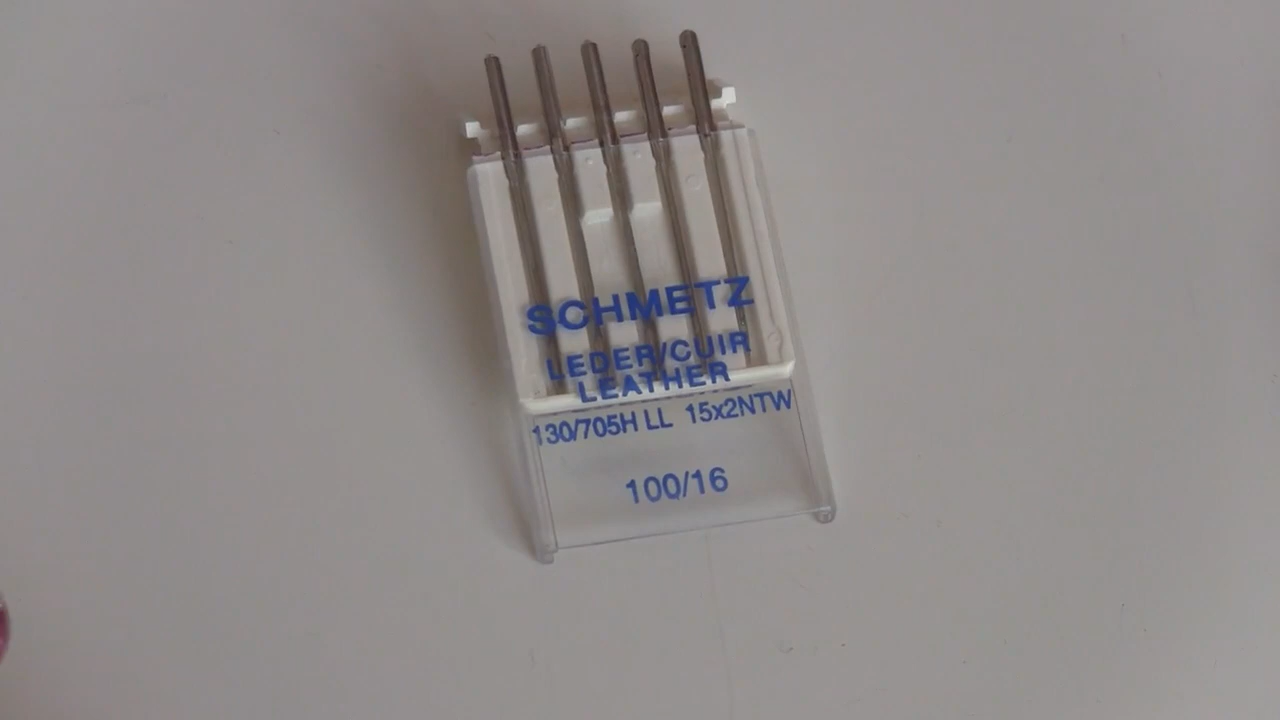 SCHMETZ
LEDER/CUIR
LEATHER
130/705H LL 15x2NTW
100/16